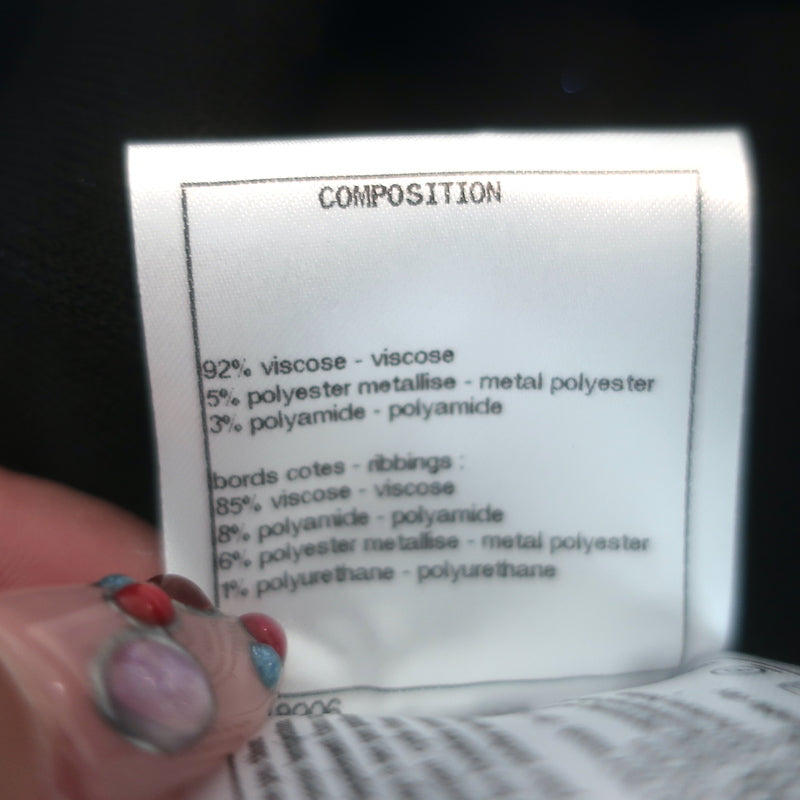 COMPOSITION
92% viscose - viscose
5% polyester metallise - metal polyester
3% polyamide - polyamide
bords cotes - ribbings :
85% viscose - viscose
8% polyamide - polyamide
6% polyester metallise - metal polyester
1% polyurethane - polyurethane